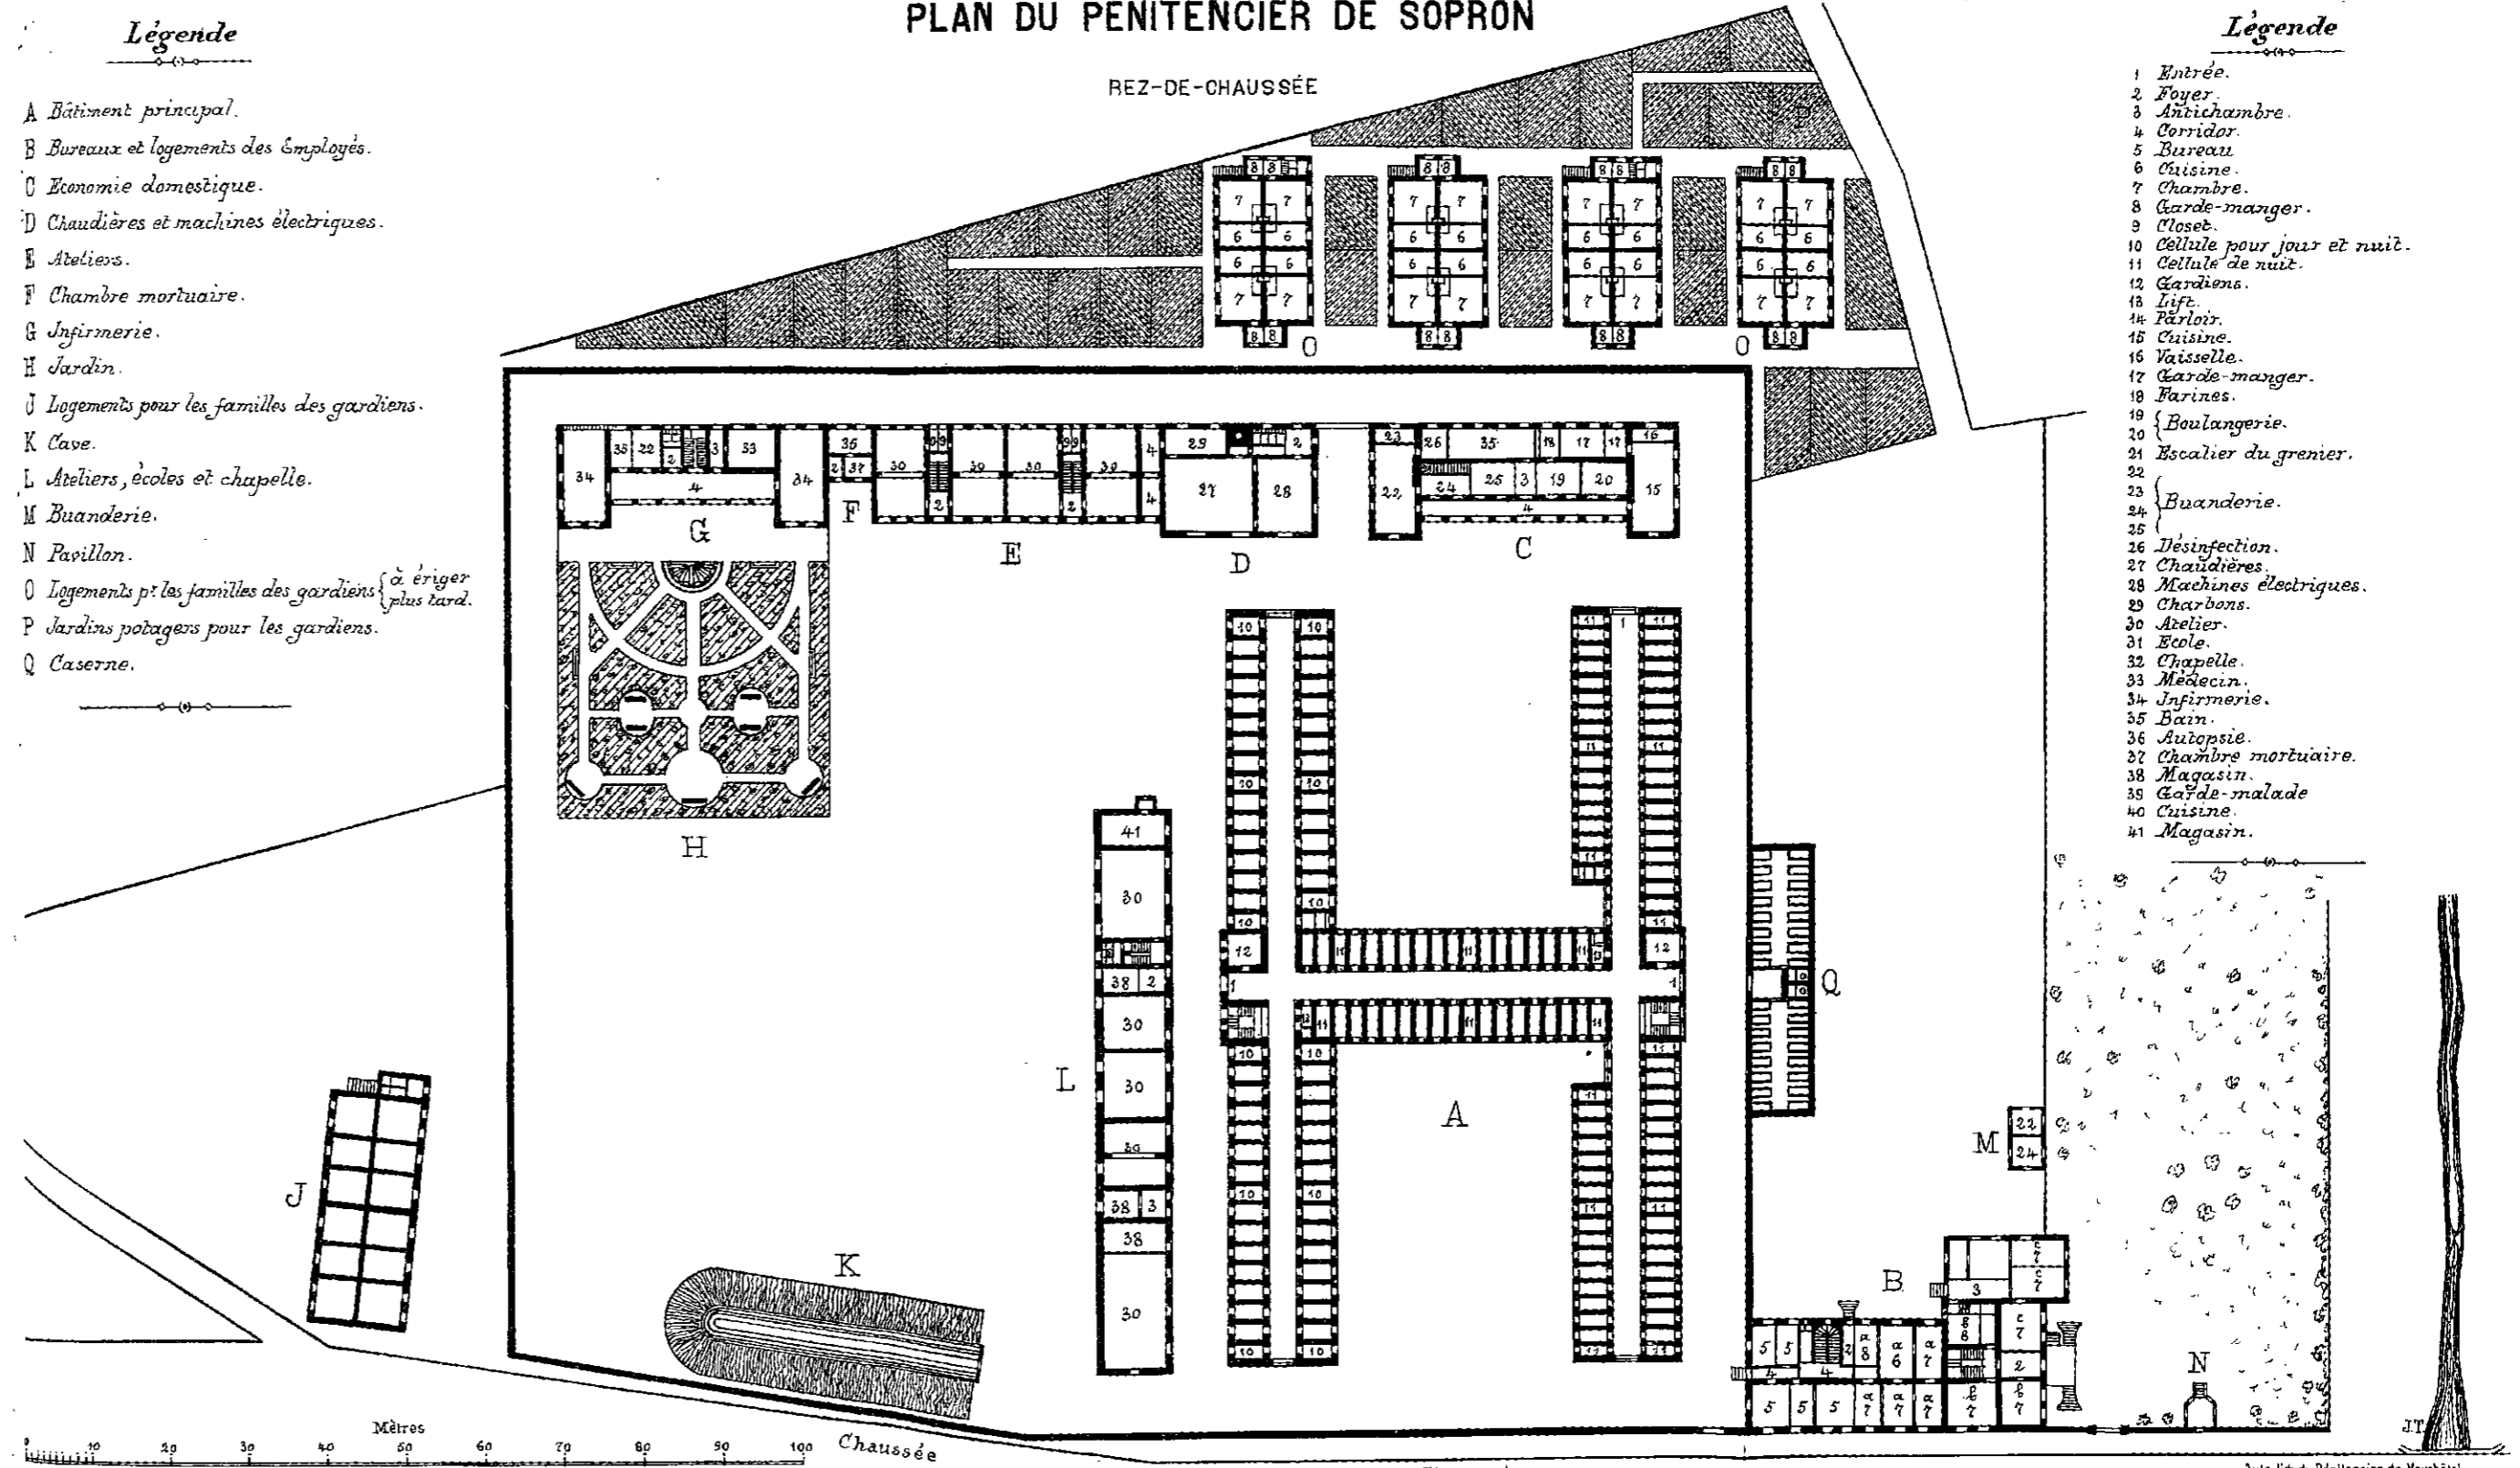 PLAN DU PÉNITENCIER DE SOPRON
REZ-DE-CHAUSSÉE
Légende
A Bâtiment principal.
B Bureaux et logements des Employés.
C Economie domestique.
D Chaudières et machines électriques.
E Ateliers.
F Chambre mortuaire.
G Infirmerie.
H Jardin.
J Logements pour les familles des gardiens.
K Cave.
L Ateliers, écoles et chapelle.
M Buanderie.
N Pavillon.
O Logements pr. les familles des gardiens { à ériger plus tard.
P Jardins potagers pour les gardiens.
Q Caserne.
Légende
1 Entrée.
2 Foyer.
3 Antichambre.
4 Corridor.
5 Bureau
6 Cuisine.
7 Chambre.
8 Garde-manger.
9 Closet.
10 Cellule pour jour et nuit.
11 Cellule de nuit.
12 Gardiens.
13 Lift.
14 Parloir.
15 Cuisine.
16 Vaisselle.
17 Garde-manger.
18 Farines.
19
20 { Boulangerie.
21 Escalier du grenier.
22
23
24 { Buanderie.
25
26 Désinfection.
27 Chaudières.
28 Machines électriques.
29 Charbons.
30 Atelier.
31 Ecole.
32 Chapelle.
33 Médecin.
34 Infirmerie.
35 Bain.
36 Autopsie.
37 Chambre mortuaire.
38 Magasin.
39 Garde-malade
40 Cuisine.
41 Magasin.
O
O
G
F
E
D
C
H
L
A
Q
M
J
K
B
N
Mètres
0 10 20 30 40 50 60 70 80 90 100
Chaussée
J.T.